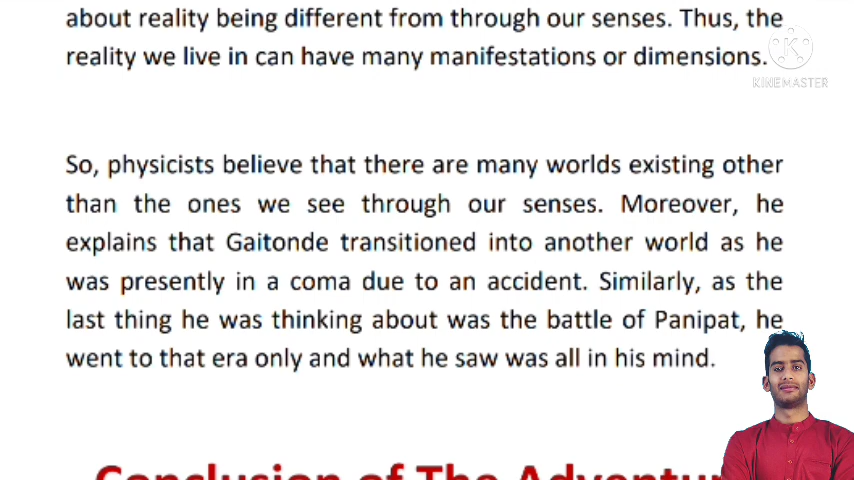 about reality being different from through our senses. Thus, the
reality we live in can have many manifestations or dimensions.
KINEMASTER
So, physicists believe that there are many worlds existing other
than the ones we see through our senses. Moreover, he
explains that Gaitonde transitioned into another world as he
was presently in a coma due to an accident. Similarly, as the
last thing he was thinking about was the battle of Panipat, he
went to that era only and what he saw was all in his mind.
Conclusion of The